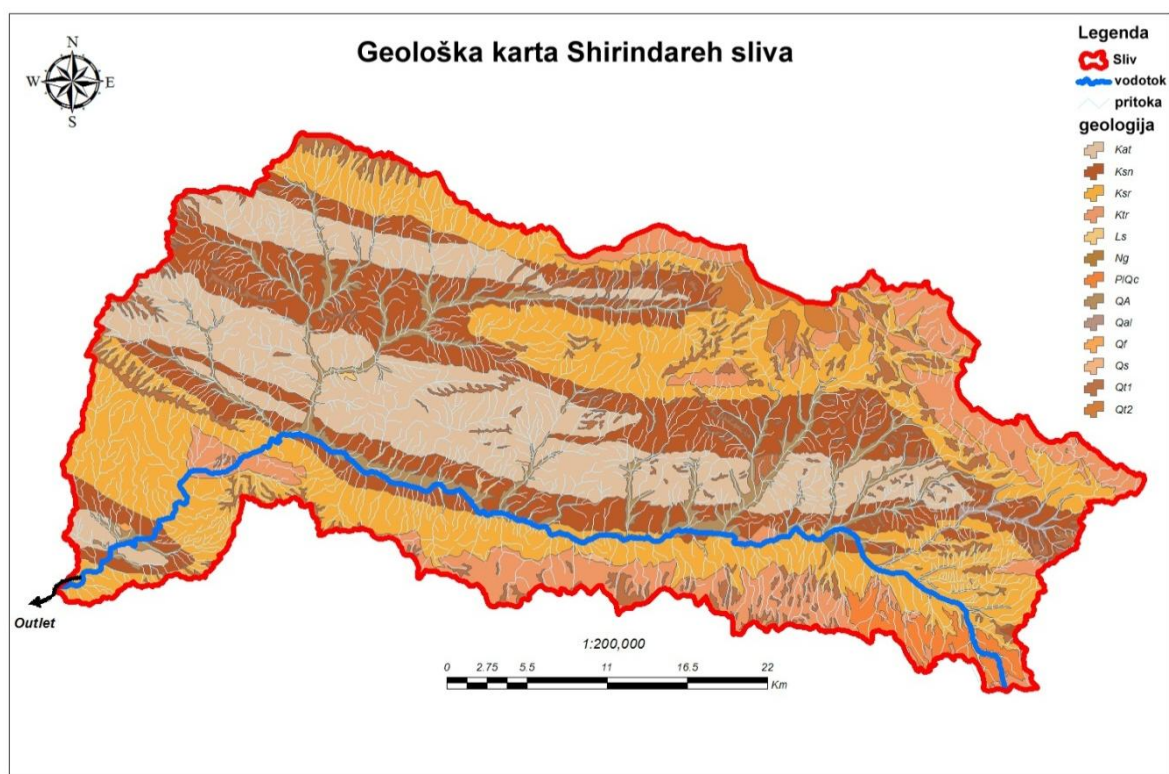 Geološka karta Shirindareh sliva
N
W E
S
Legenda
Sliv
vodotok
pritoka
geologija
Kat
Ksn
Ksr
Ktr
Ls
Ng
PlQc
QA
Qal
Qf
Qs
Qt1
Qt2
Outlet
1:200,000
0 2.75 5.5 11 16.5 22
Km